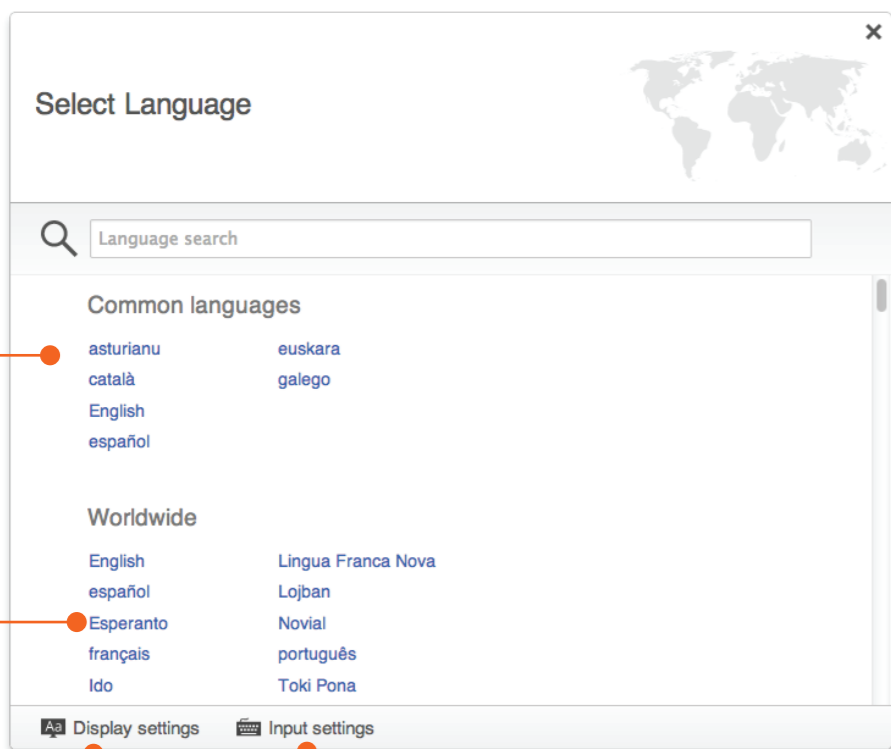 Select Language
Language search
Common languages
asturianu
català
English
español
euskara
galego
Worldwide
English
español
Esperanto
français
Ido
Lingua Franca Nova
Lojban
Novial
português
Toki Pona
Aa Display settings
Input settings